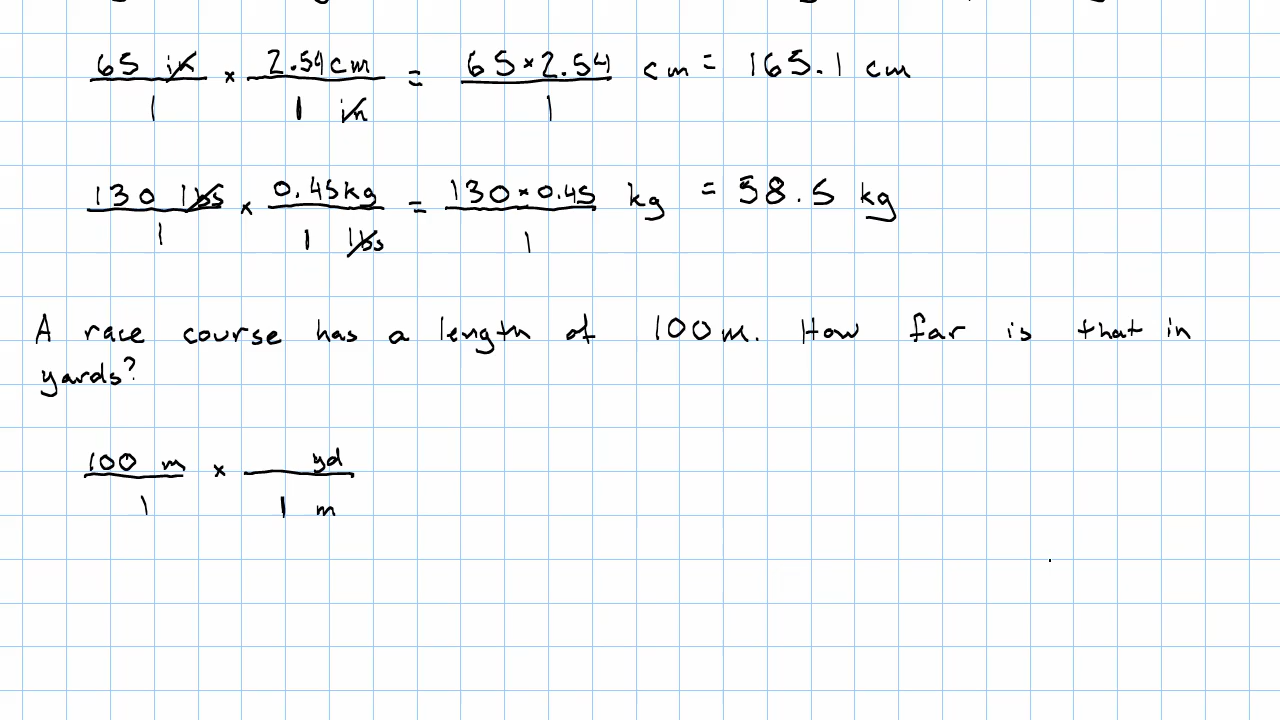 65 in × 2.54 cm = 65 × 2.54 cm = 165.1 cm
1 1 in 1
130 lbs × 0.45 kg = 130 × 0.45 kg = 58.5 kg
1 1 lbs 1
A race course has a length of 100 m. How far is that in
yards?
100 m × yd
1 1 m